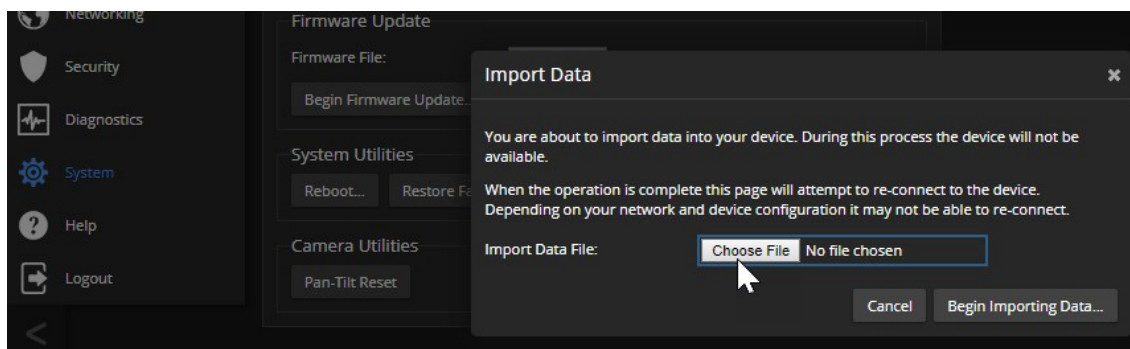 Networking
Security
Diagnostics
System
Help
Logout
Firmware Update
Firmware File:
Begin Firmware Update..
System Utilities
Reboot...
Restore Fa
Camera Utilities
Pan-Tilt Reset
Import Data
You are about to import data into your device. During this process the device will not be
available.
When the operation is complete this page will attempt to re-connect to the device.
Depending on your network and device configuration it may not be able to re-connect.
Import Data File:
Choose File No file chosen
Cancel
Begin Importing Data...